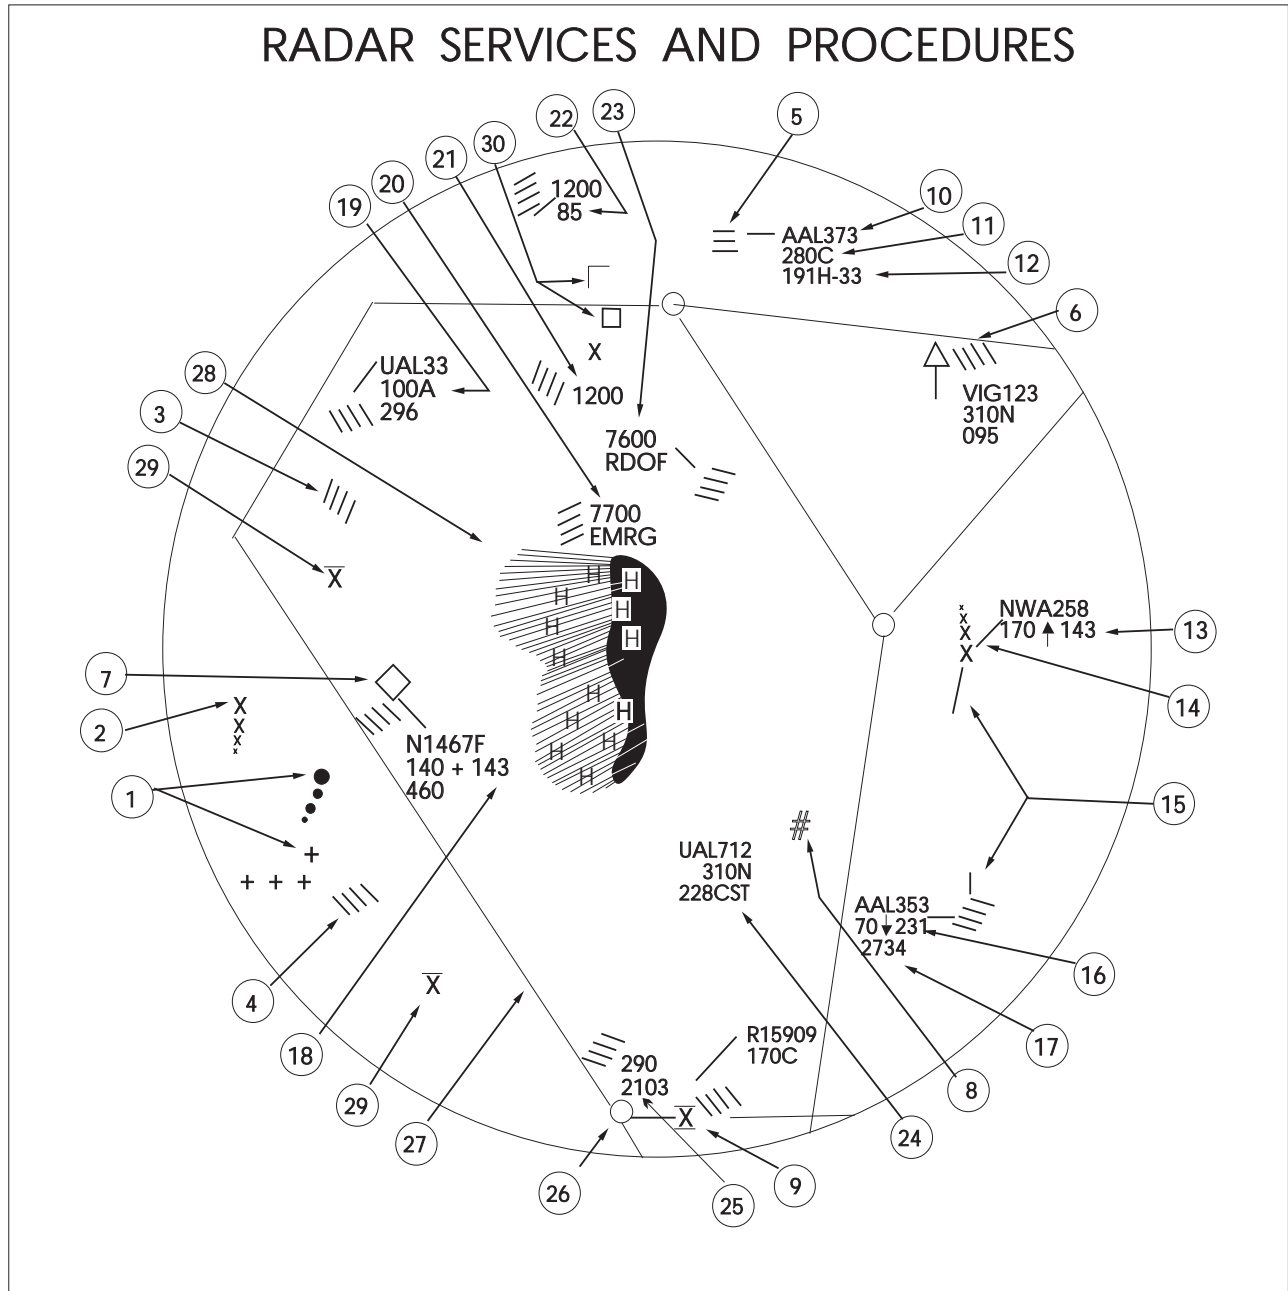 RADAR SERVICES AND PROCEDURES
5
23
22
30
21
20
19
10
11
12
1200
85
AAL373
280C
191H-33
6
X
28
UAL33
100A
296
1200
VIG123
310N
095
3
29
7600
RDOF
7700
EMRG
X
H
H
H
H
H
H
H
H
H
H
H
H
H
H
NWA258
170 143
13
x
x
X
X
7
14
2
X
X
x
x
N1467F
140 + 143
460
1
15
+
+ + +
#
UAL712
310N
228CST
AAL353
70 231
2734
4
X
16
18
R15909
170C
17
290
2103
29
8
X
27
24
26
9
25